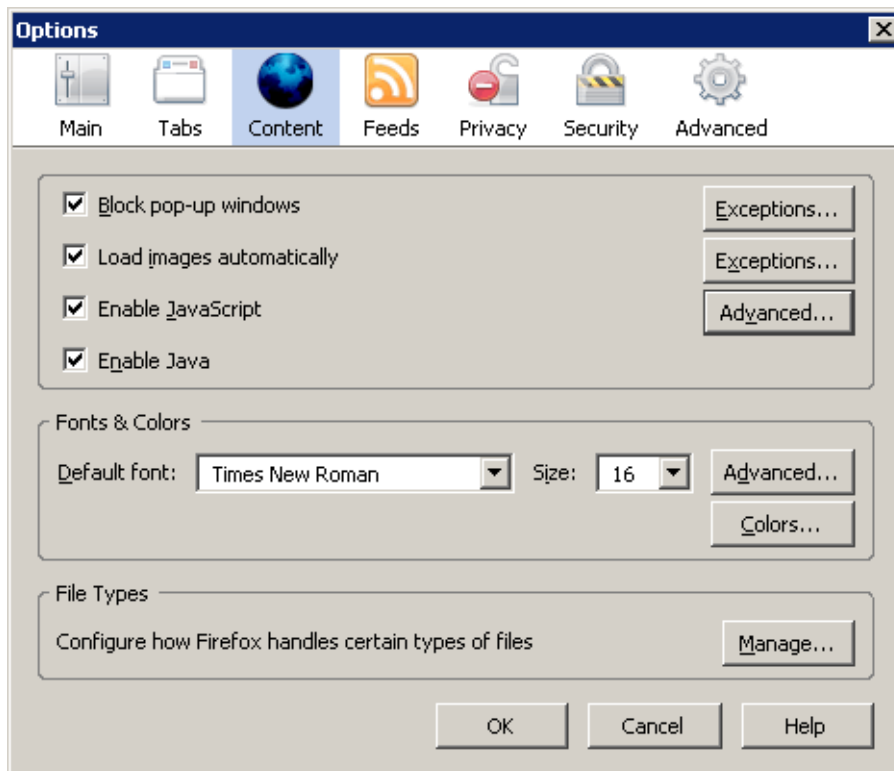 Options
Main Tabs Content Feeds Privacy Security Advanced
Block pop-up windows Exceptions...
Load images automatically Exceptions...
Enable JavaScript Advanced...
Enable Java
Fonts & Colors
Default font: Times New Roman Size: 16 Advanced...
Colors...
File Types
Configure how Firefox handles certain types of files Manage...
OK Cancel Help